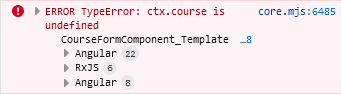 ERROR TypeError: ctx.course is core.mjs:6485
undefined
CourseFormComponent_Template …8
Angular 22
RxJS 6
Angular 8